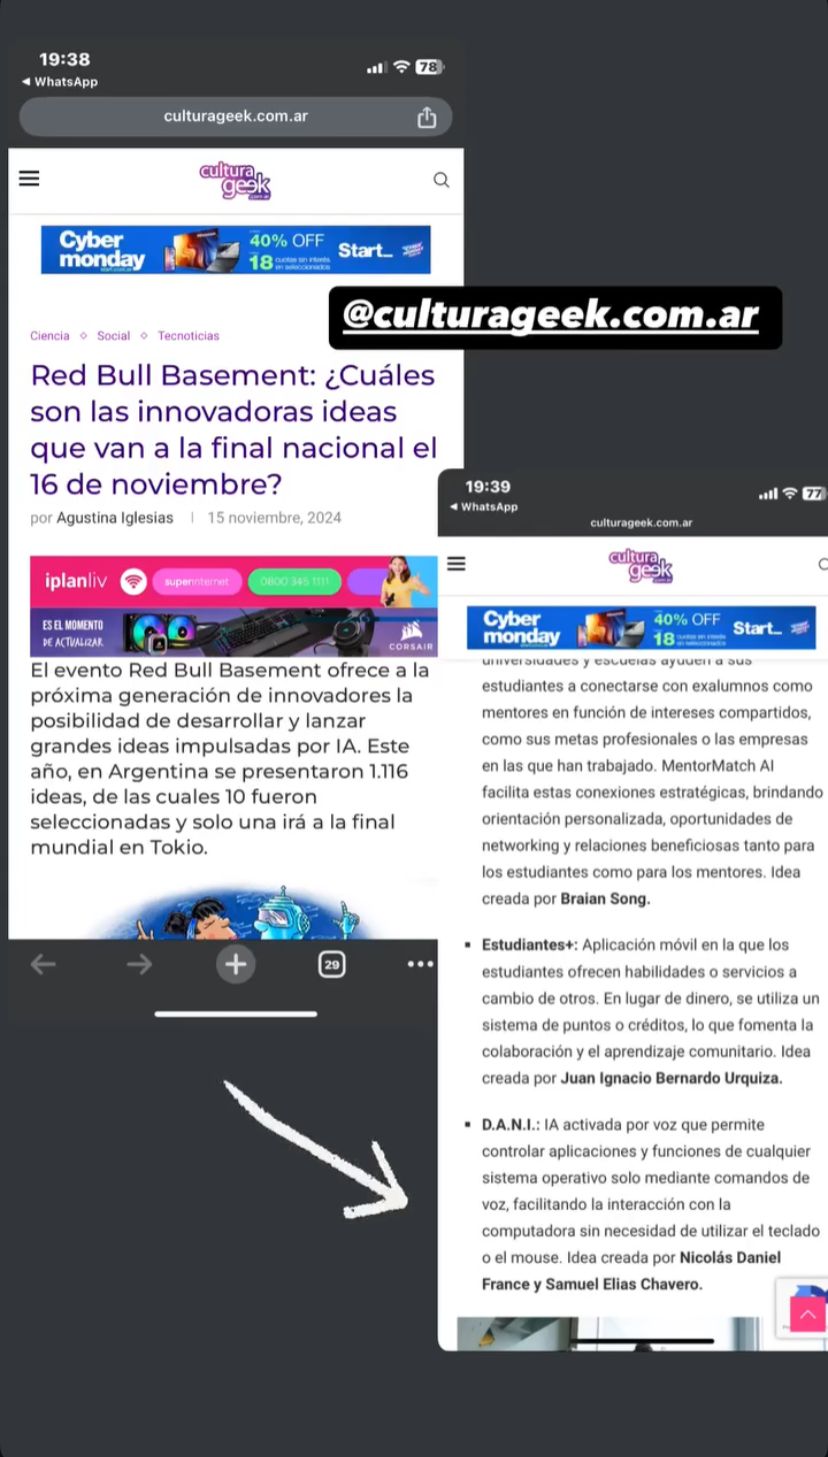 19:38
78
◄ WhatsApp
culturageek.com.ar
cultura
geek
.com.ar
Cyber
monday
start.com.ar
40% OFF
18 cuotas sin interés
en seleccionados
Start_
@culturageek.com.ar
Ciencia ◇ Social ◇ Tecnoticias
Red Bull Basement: ¿Cuáles
son las innovadoras ideas
que van a la final nacional el
16 de noviembre?
por Agustina Iglesias | 15 noviembre, 2024
iplanliv
superinternet
0800 345 1111
ES EL MOMENTO
DE ACTUALIZAR
CORSAIR
El evento Red Bull Basement ofrece a la
próxima generación de innovadores la
posibilidad de desarrollar y lanzar
grandes ideas impulsadas por IA. Este
año, en Argentina se presentaron 1.116
ideas, de las cuales 10 fueron
seleccionadas y solo una irá a la final
mundial en Tokio.
29
19:39
77
◄ WhatsApp
culturageek.com.ar
cultura
geek
Cyber
monday
40% OFF
18 cuotas sin interés
en seleccionados
Start_
universidades y escuelas ayuden a sus
estudiantes a conectarse con exalumnos como
mentores en función de intereses compartidos,
como sus metas profesionales o las empresas
en las que han trabajado. MentorMatch AI
facilita estas conexiones estratégicas, brindando
orientación personalizada, oportunidades de
networking y relaciones beneficiosas tanto para
los estudiantes como para los mentores. Idea
creada por Braian Song.
▪ Estudiantes+: Aplicación móvil en la que los
estudiantes ofrecen habilidades o servicios a
cambio de otros. En lugar de dinero, se utiliza un
sistema de puntos o créditos, lo que fomenta la
colaboración y el aprendizaje comunitario. Idea
creada por Juan Ignacio Bernardo Urquiza.
▪ D.A.N.I.: IA activada por voz que permite
controlar aplicaciones y funciones de cualquier
sistema operativo solo mediante comandos de
voz, facilitando la interacción con la
computadora sin necesidad de utilizar el teclado
o el mouse. Idea creada por Nicolás Daniel
France y Samuel Elias Chavero.